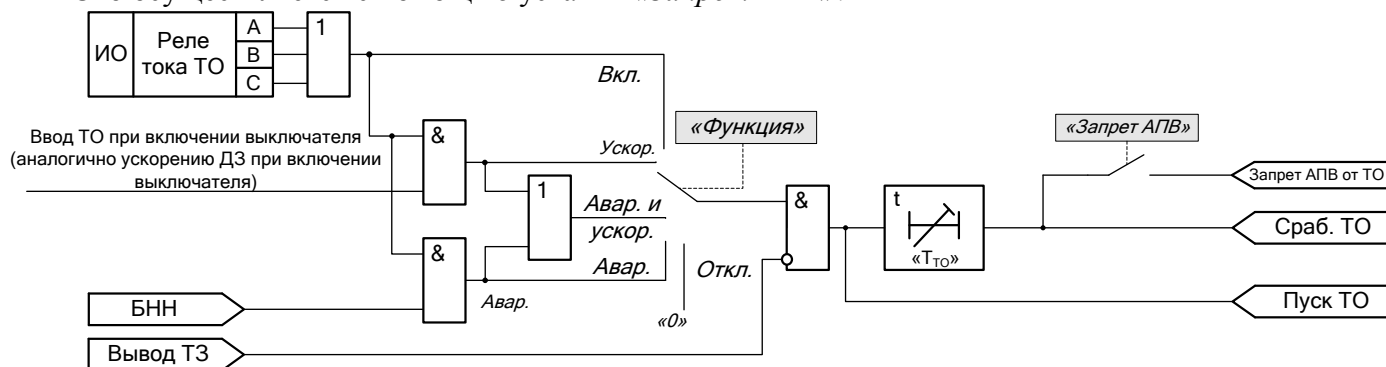 «Запрет АПВ»
ИО
Реле
тока ТО
A
B
C
1
Вкл.
Ввод ТО при включении выключателя
(аналогично ускорению ДЗ при включении
выключателя)
&
Ускор.
«Функция»
«Запрет АПВ»
1
Авар. и
ускор.
&
t
«TТО»
Запрет АПВ от ТО
Сраб. ТО
&
Авар.
Откл.
Авар.
«0»
БНН
Пуск ТО
Вывод ТЗ